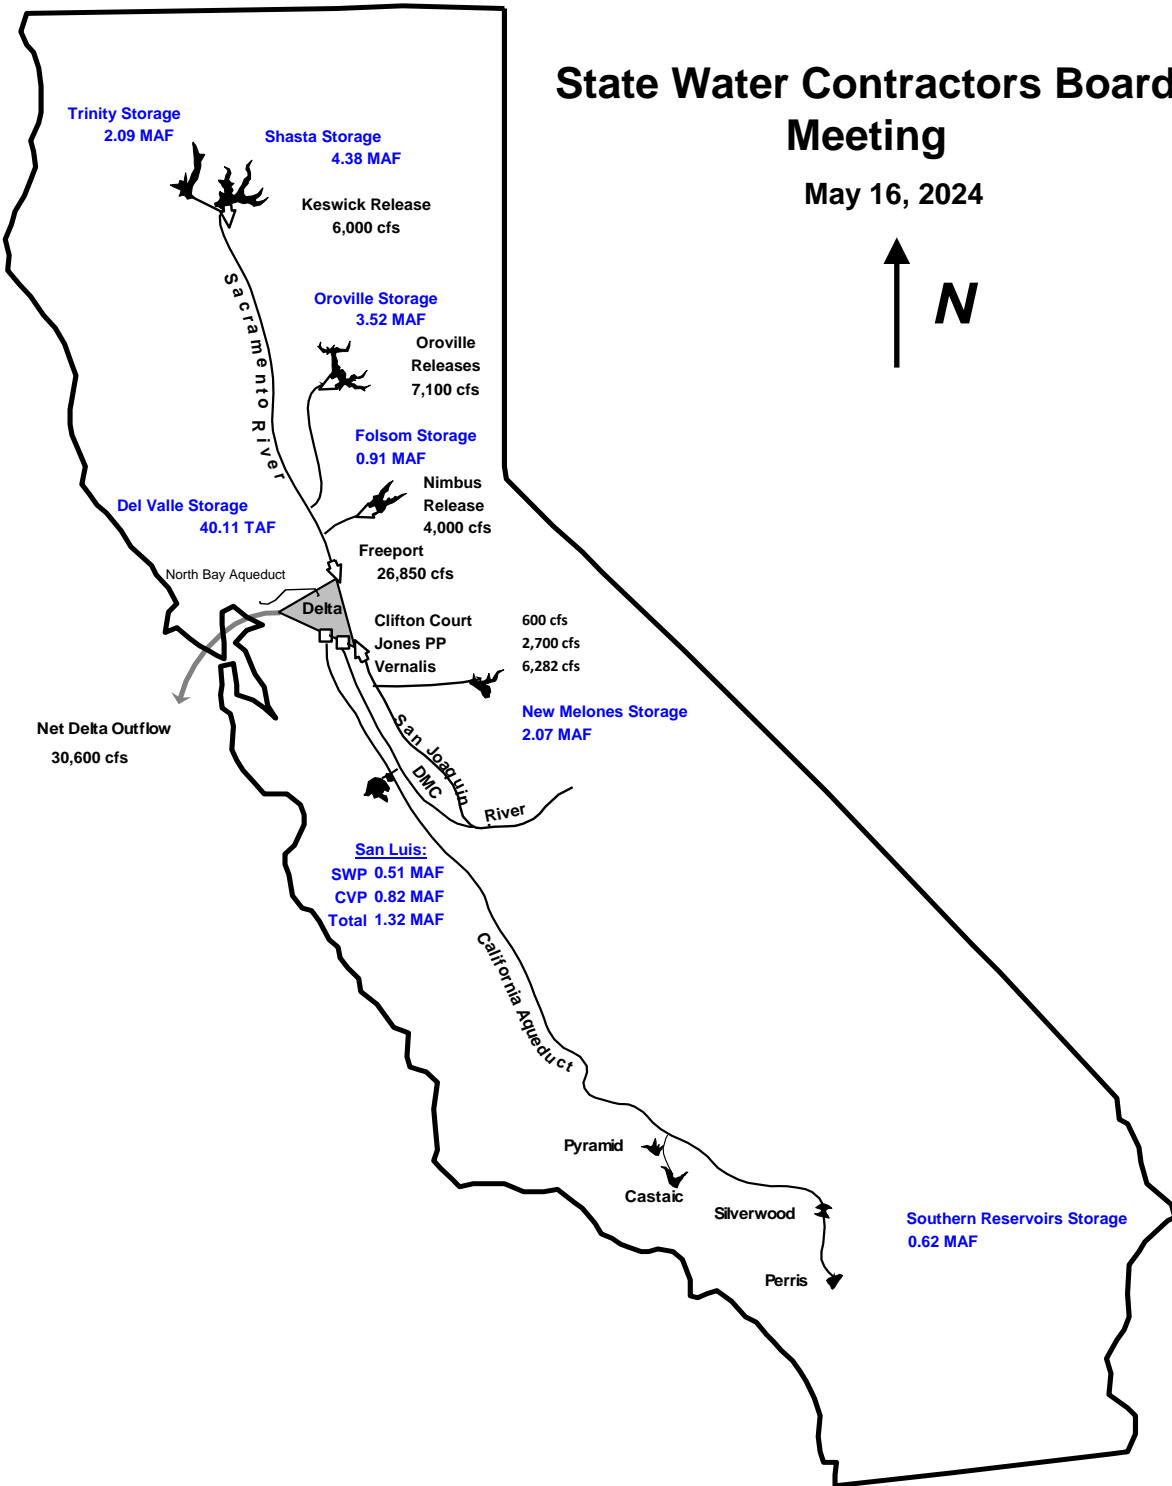 State Water Contractors Board
Meeting
May 16, 2024
N
Trinity Storage
2.09 MAF
Shasta Storage
4.38 MAF
Keswick Release
6,000 cfs
Sacramento River
Oroville Storage
3.52 MAF
Oroville
Releases
7,100 cfs
Folsom Storage
0.91 MAF
Nimbus
Release
4,000 cfs
Del Valle Storage
40.11 TAF
Freeport
26,850 cfs
North Bay Aqueduct
Delta
Clifton Court 600 cfs
Jones PP 2,700 cfs
Vernalis 6,282 cfs
New Melones Storage
2.07 MAF
Net Delta Outflow
30,600 cfs
San Joaquin
River
DMC
San Luis:
SWP 0.51 MAF
CVP 0.82 MAF
Total 1.32 MAF
California Aqueduct
Pyramid
Castaic
Silverwood
Perris
Southern Reservoirs Storage
0.62 MAF